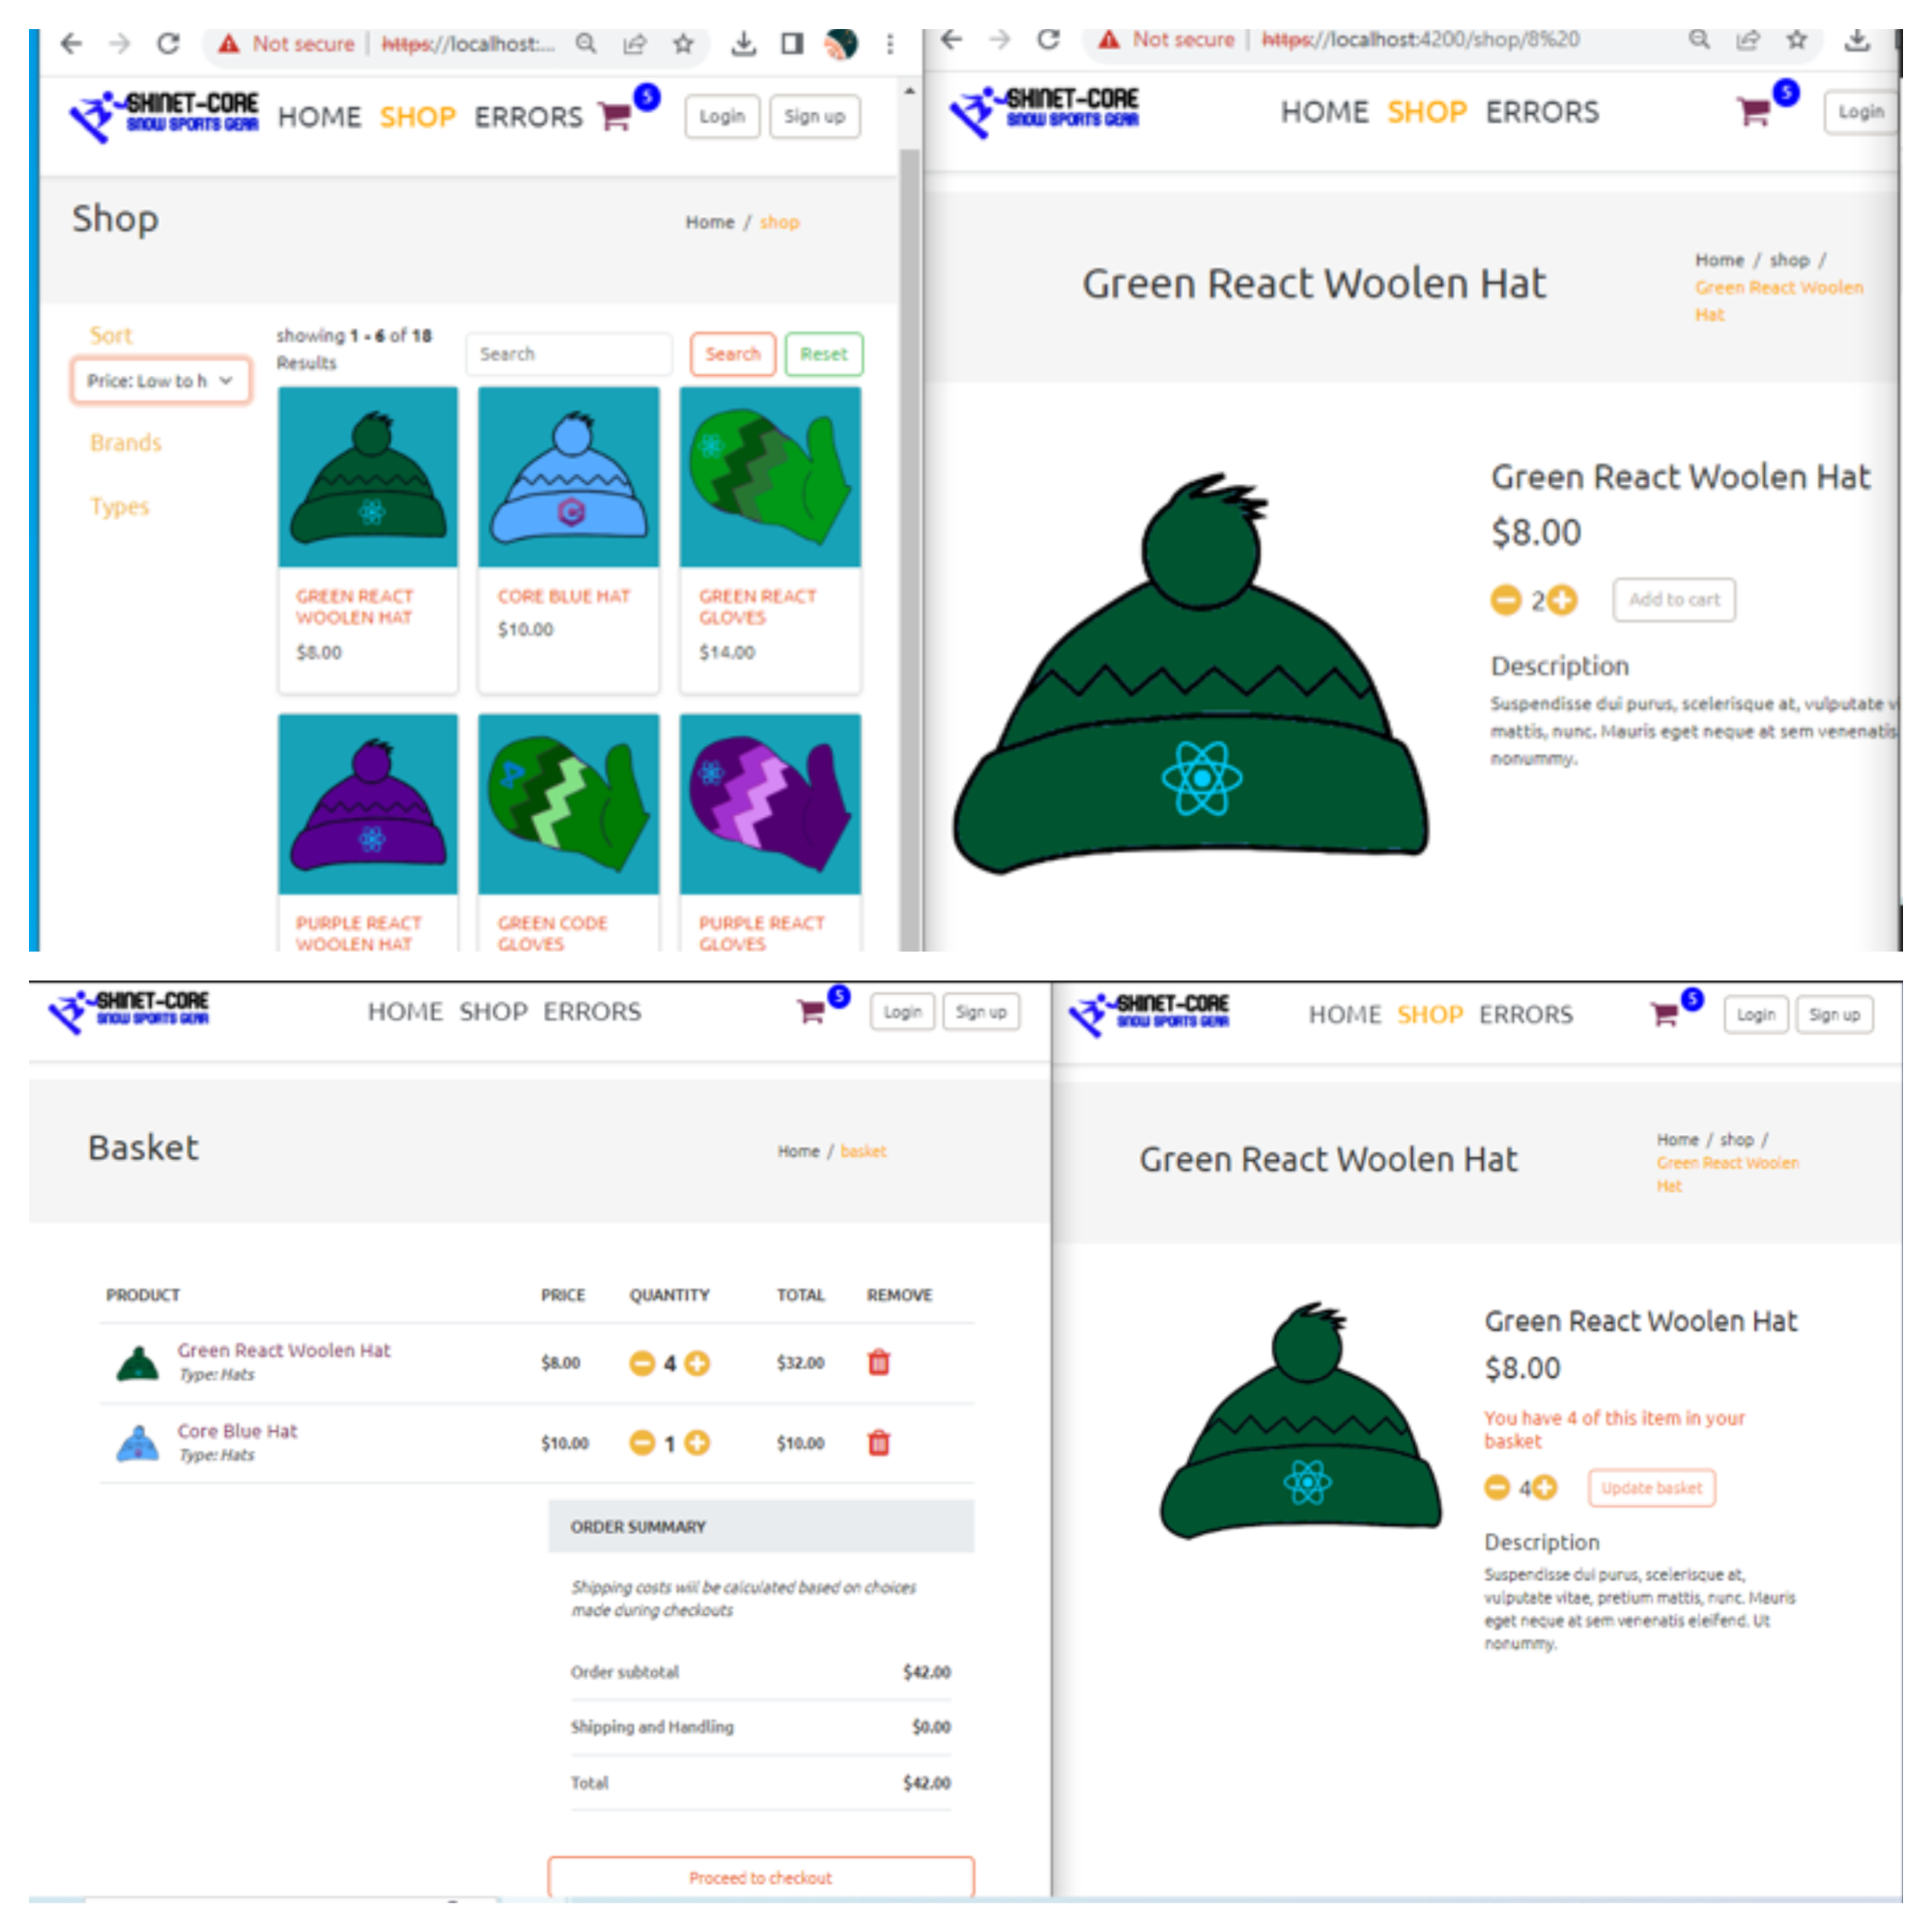 Not secure | https://localhost:...
SHINET-CORE
SNOW SPORTS GEAR
HOME SHOP ERRORS
5
Login
Sign up
Shop
Home / shop
Sort
Price: Low to h
Brands
Types
showing 1 - 6 of 18
Results
Search
Search
Reset
GREEN REACT
WOOLEN HAT
$8.00
CORE BLUE HAT
$10.00
GREEN REACT
GLOVES
$14.00
PURPLE REACT
WOOLEN HAT
GREEN CODE
GLOVES
PURPLE REACT
GLOVES
Not secure | https://localhost:4200/shop/8%20
SHINET-CORE
SNOW SPORTS GEAR
HOME SHOP ERRORS
5
Login
Green React Woolen Hat
Home / shop /
Green React Woolen
Hat
Green React Woolen Hat
$8.00
2
Add to cart
Description
Suspendisse dui purus, scelerisque at, vulputate v
mattis, nunc. Mauris eget neque at sem venenatis
nonummy.
SHINET-CORE
SNOW SPORTS GEAR
HOME SHOP ERRORS
5
Login
Sign up
Basket
Home / basket
PRODUCT PRICE QUANTITY TOTAL REMOVE
Green React Woolen Hat
Type: Hats
$8.00 4 $32.00
Core Blue Hat
Type: Hats
$10.00 1 $10.00
ORDER SUMMARY
Shipping costs wiil be calculated based on choices
made during checkouts
Order subtotal $42.00
Shipping and Handling $0.00
Total $42.00
Proceed to checkout
SHINET-CORE
SNOW SPORTS GEAR
HOME SHOP ERRORS
5
Login
Sign up
Green React Woolen Hat
Home / shop /
Green React Woolen
Hat
Green React Woolen Hat
$8.00
You have 4 of this item in your
basket
4
Update basket
Description
Suspendisse dui purus, scelerisque at,
vulputate vitae, pretium mattis, nunc. Mauris
eget neque at sem venenatis eleifend. Ut
nonummy.